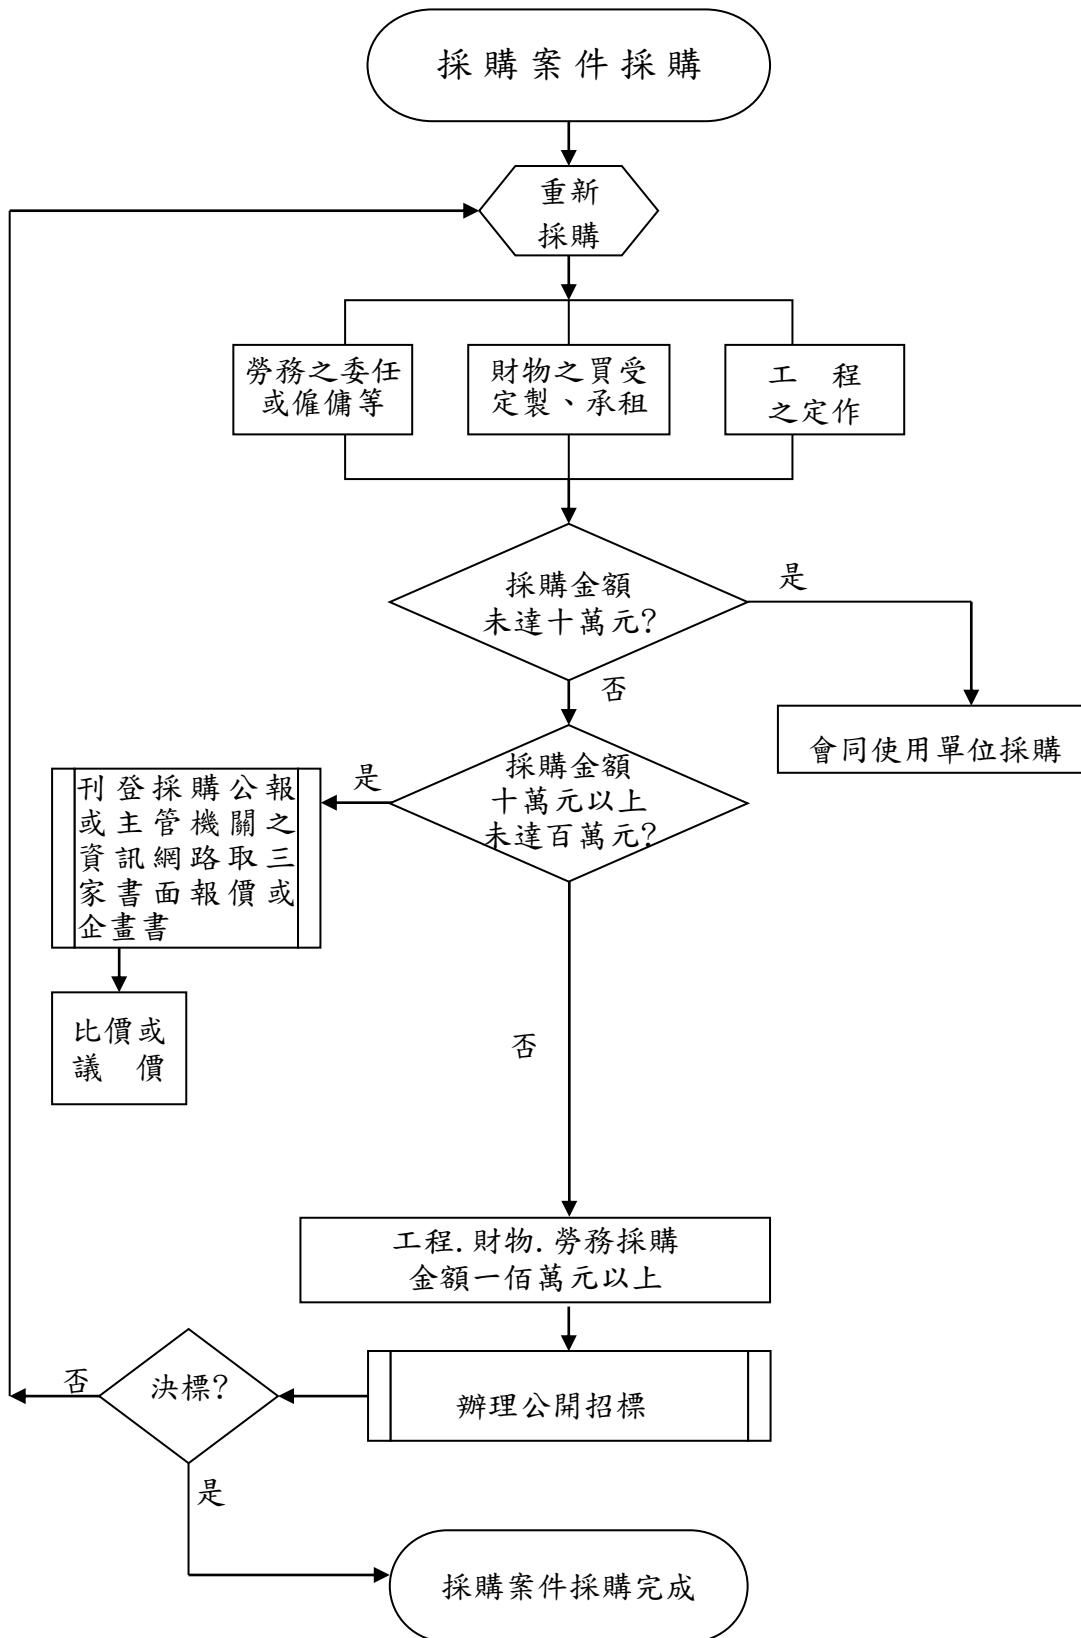 採購案件採購
重新
採購
勞務之委任
或僱傭等
財物之買受
定製、承租
工 程
之定作
採購金額
未達十萬元?
是
否
會同使用單位採購
採購金額
十萬元以上
未達百萬元?
是
刊登採購公報
或主管機關之
資訊網路取三
家書面報價或
企畫書
比價或
議 價
否
工程.財物.勞務採購
金額一佰萬元以上
辦理公開招標
決標?
否
是
採購案件採購完成